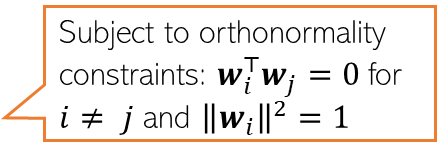 Subject to orthonormality
constraints: 𝒘ᵢᵀ𝒘ⱼ = 0 for
i ≠ j and ‖𝒘ᵢ‖² = 1